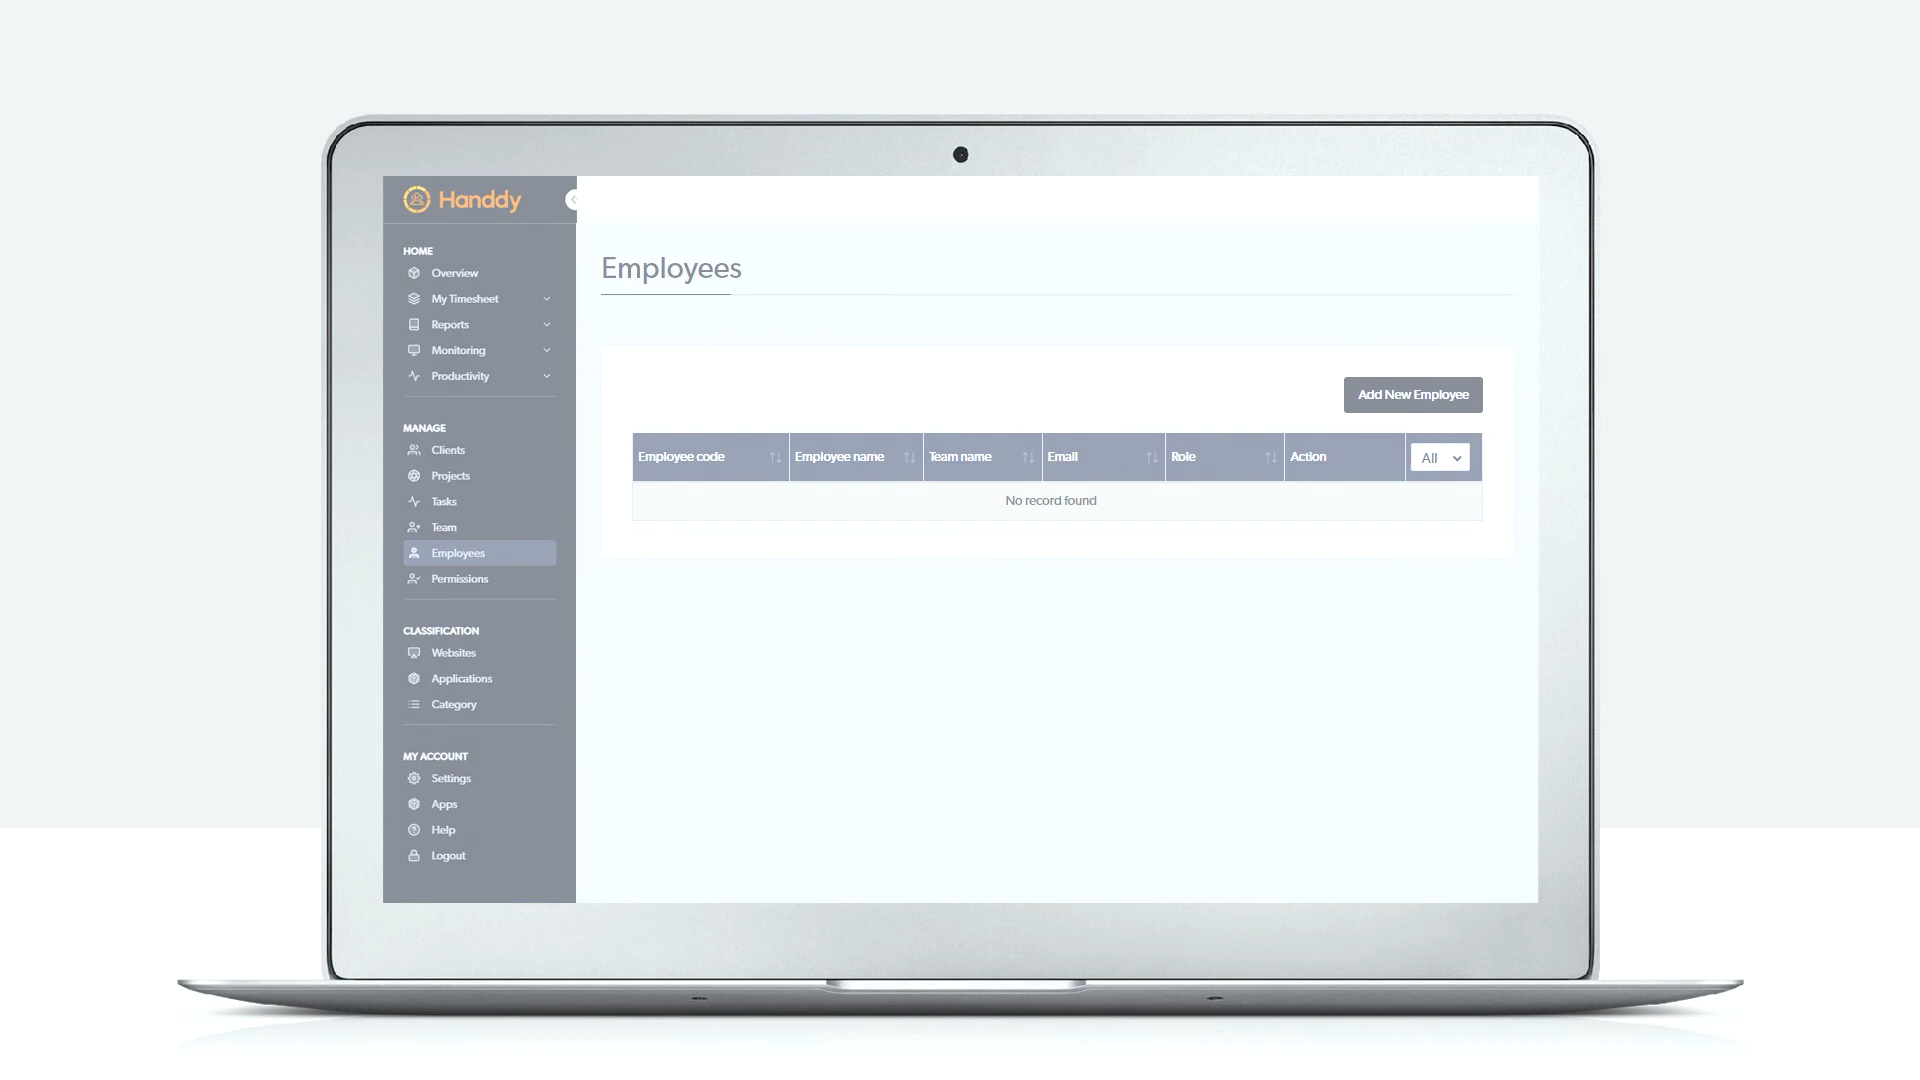 Handdy
HOME
Overview
My Timesheet
Reports
Monitoring
Productivity
MANAGE
Clients
Projects
Tasks
Team
Employees
Permissions
CLASSIFICATION
Websites
Applications
Category
MY ACCOUNT
Settings
Apps
Help
Logout
Employees
Add New Employee
Employee code Employee name Team name Email Role Action All
No record found